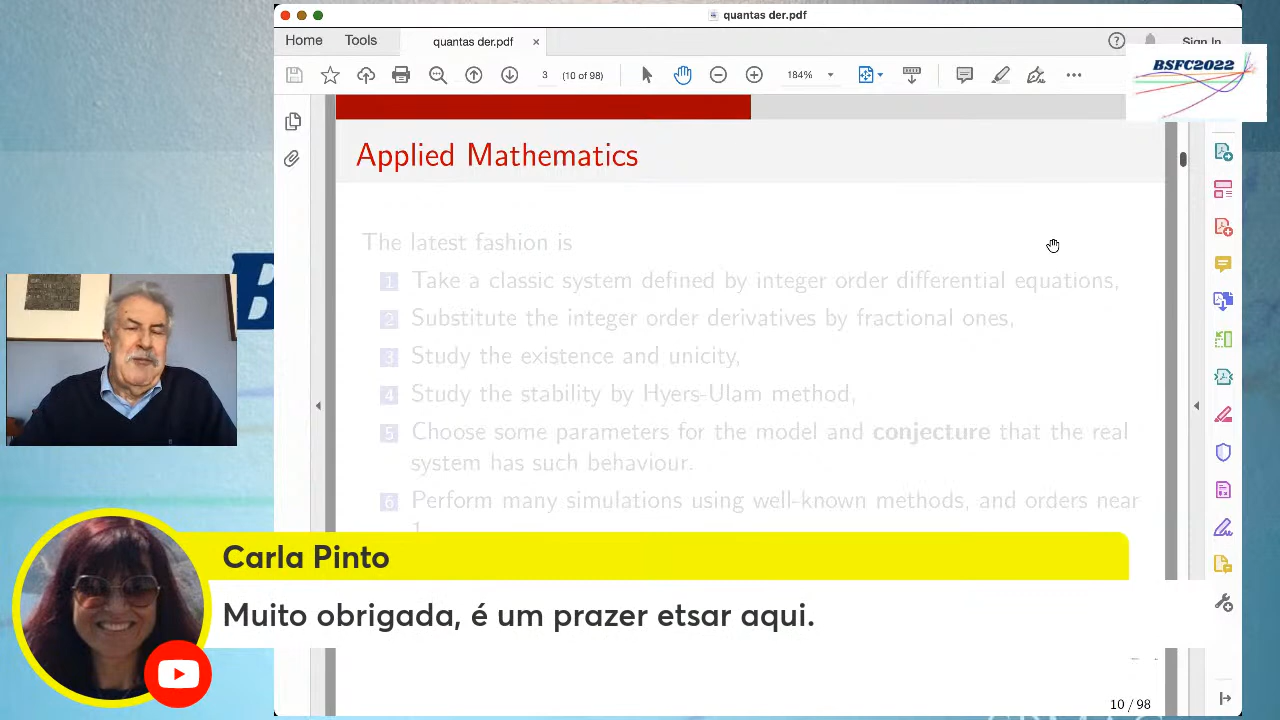 quantas der.pdf
Home
Tools
quantas der.pdf
Sign In
BSFC2022
(10 of 98)
184%
Applied Mathematics
The latest fashion is
1 Take a classic system defined by integer order differential equations,
2 Substitute the integer order derivatives by fractional ones,
3 Study the existence and unicity,
4 Study the stability by Hyers-Ulam method,
5 Choose some parameters for the model and conjecture that the real
system has such behaviour.
6 Perform many simulations using well-known methods, and orders near
1
Carla Pinto
Muito obrigada, é um prazer etsar aqui.
10 / 98